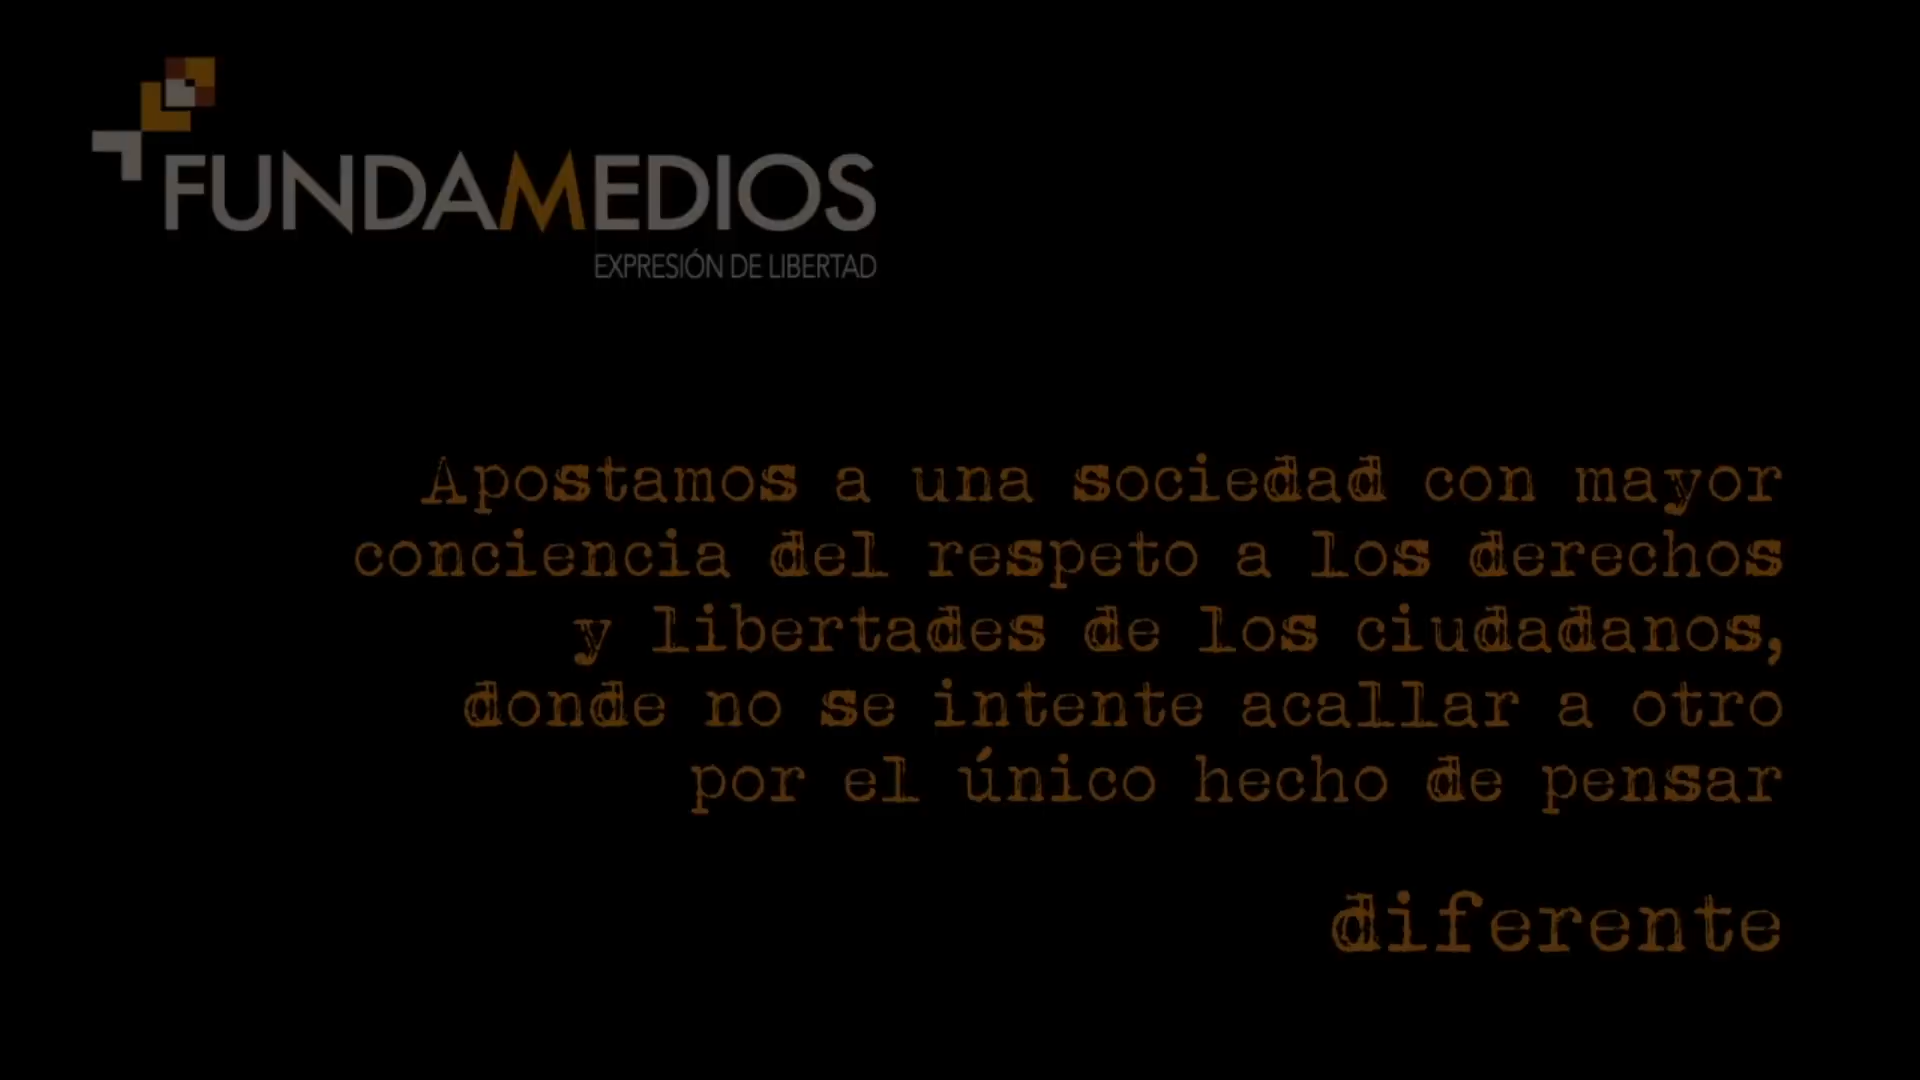 FUNDAMEDIOS
EXPRESIÓN DE LIBERTAD
Apostamos a una sociedad con mayor
conciencia del respeto a los derechos
y libertades de los ciudadanos,
donde no se intente acallar a otro
por el único hecho de pensar
diferente